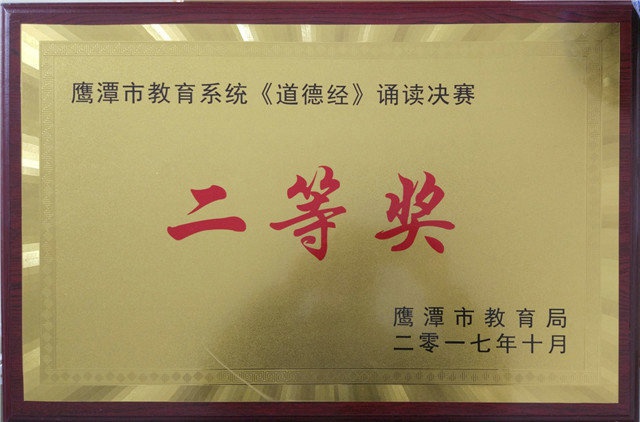 鹰潭市教育系统《道德经》诵读决赛
二等奖
鹰潭市教育局
二零一七年十月